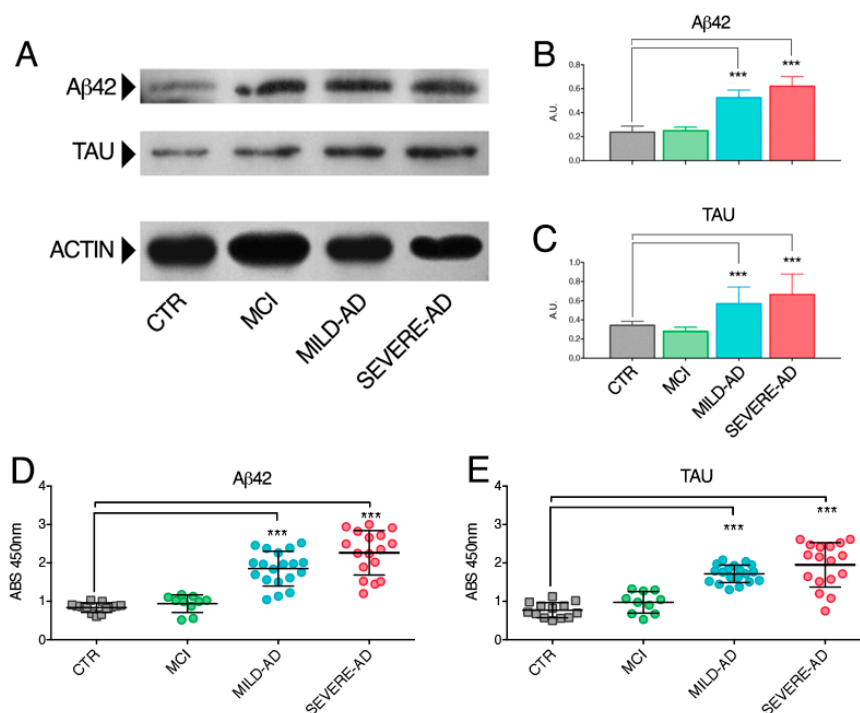 A
Aβ42
TAU
ACTIN
CTR
MCI
MILD-AD
SEVERE-AD
B
Aβ42
***
***
0.8
0.6
0.4
0.2
0.0
A.U.
C
TAU
***
***
1.0
0.8
0.6
0.4
0.2
0.0
A.U.
CTR
MCI
MILD-AD
SEVERE-AD
D
Aβ42
***
***
4
3
2
1
0
ABS 450nm
CTR
MCI
MILD-AD
SEVERE-AD
E
TAU
***
***
4
3
2
1
0
ABS 450nm
CTR
MCI
MILD-AD
SEVERE-AD